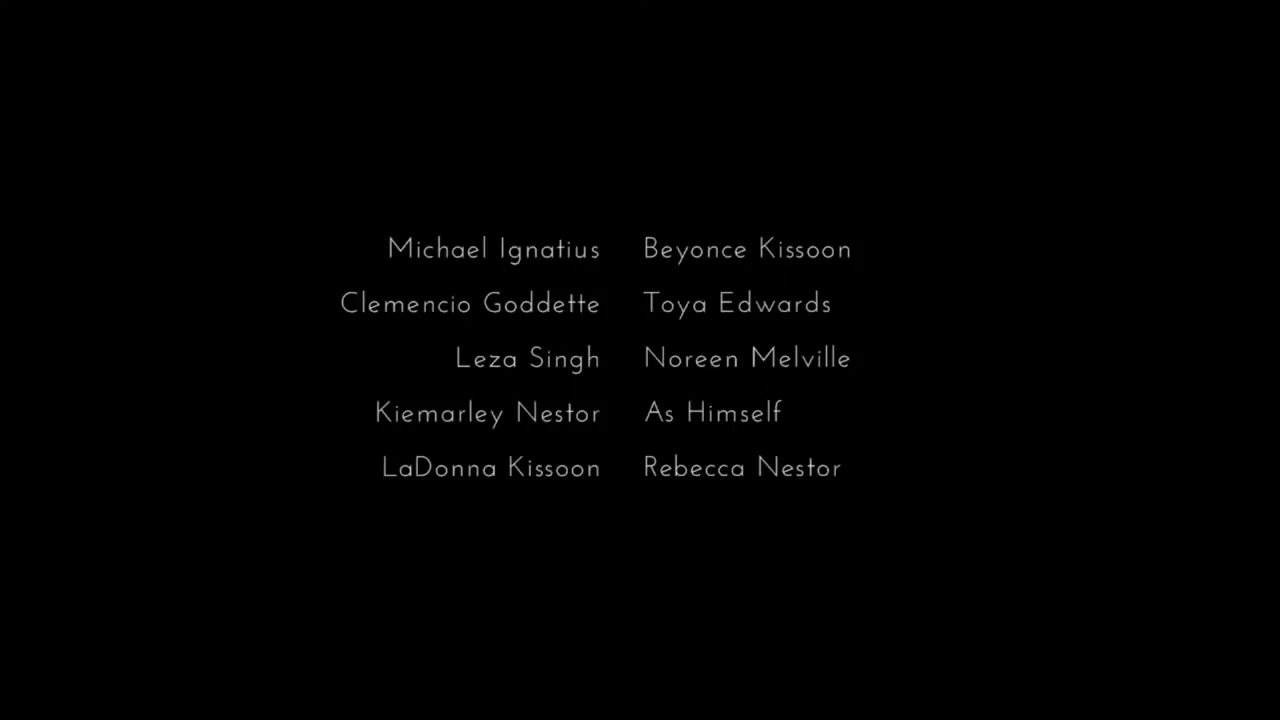 Michael Ignatius Beyonce Kissoon
Clemencio Goddette Toya Edwards
Leza Singh Noreen Melville
Kiemarley Nestor As Himself
LaDonna Kissoon Rebecca Nestor